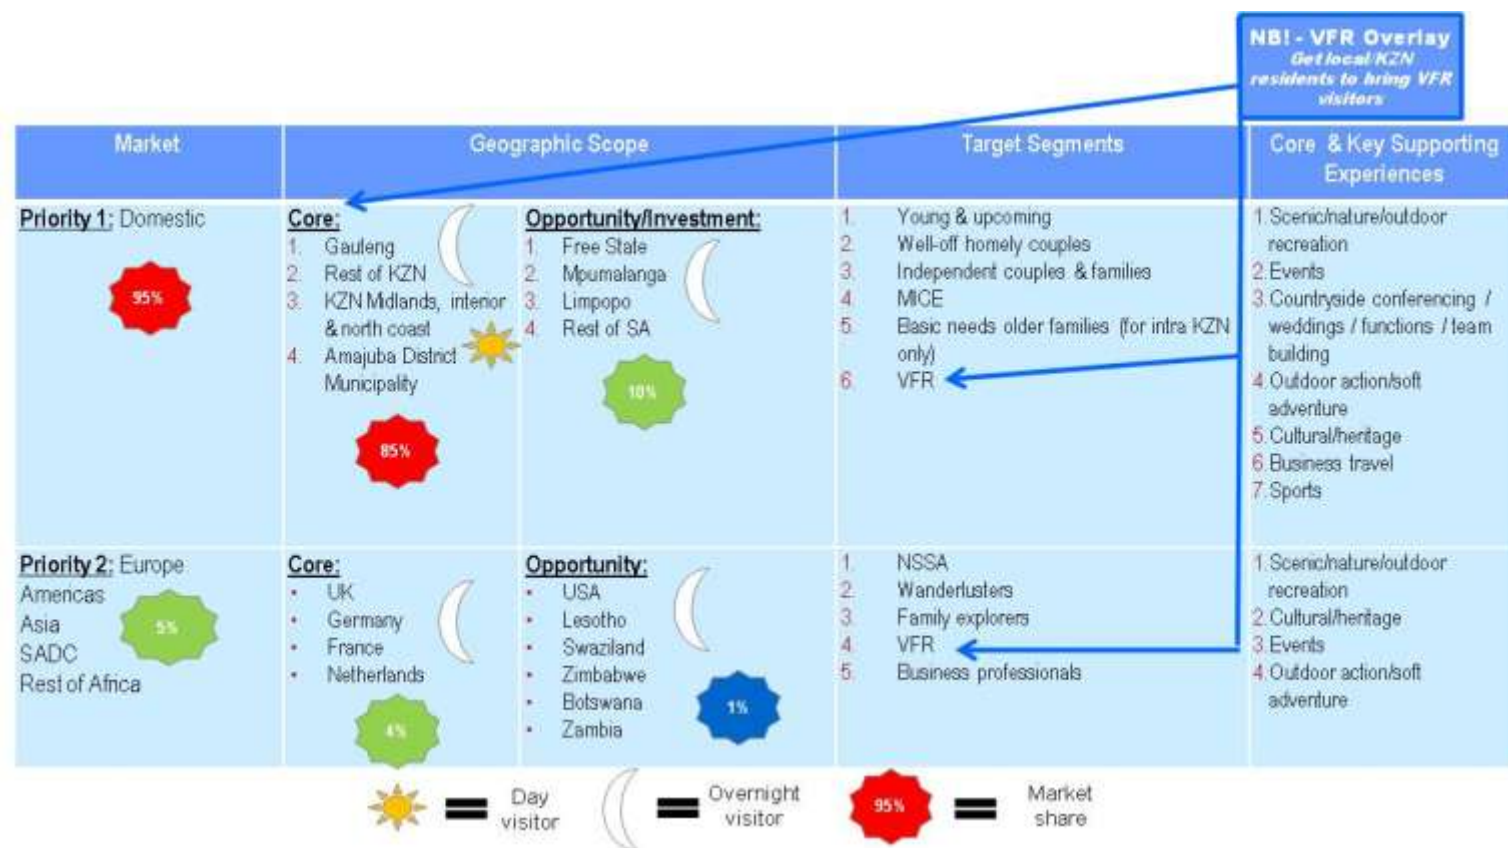 NB! - VFR Overlay
Get local/KZN
residents to bring VFR
visitors
Market
Geographic Scope
Target Segments
Core & Key Supporting
Experiences
Priority 1: Domestic
95%
Core:
1. Gauteng
2. Rest of KZN
3. KZN Midlands, interior
& north coast
4. Amajuba District
Municipality
85%
Opportunity/Investment:
1. Free State
2. Mpumalanga
3. Limpopo
4. Rest of SA
10%
1. Young & upcoming
2. Well-off homely couples
3. Independent couples & families
4. MICE
5. Basic needs older families (for intra KZN
only)
6. VFR
1. Scenic/nature/outdoor
recreation
2. Events
3. Countryside conferencing /
weddings / functions / team
building
4. Outdoor action/soft
adventure
5. Cultural/heritage
6. Business travel
7. Sports
Priority 2: Europe
Americas
Asia
SADC
Rest of Africa
5%
Core:
• UK
• Germany
• France
• Netherlands
4%
Opportunity:
• USA
• Lesotho
• Swaziland
• Zimbabwe
• Botswana
• Zambia
1%
1. NSSA
2. Wanderlusters
3. Family explorers
4. VFR
5. Business professionals
1. Scenic/nature/outdoor
recreation
2. Cultural/heritage
3. Events
4. Outdoor action/soft
adventure
Day
visitor
Overnight
visitor
95%
Market
share